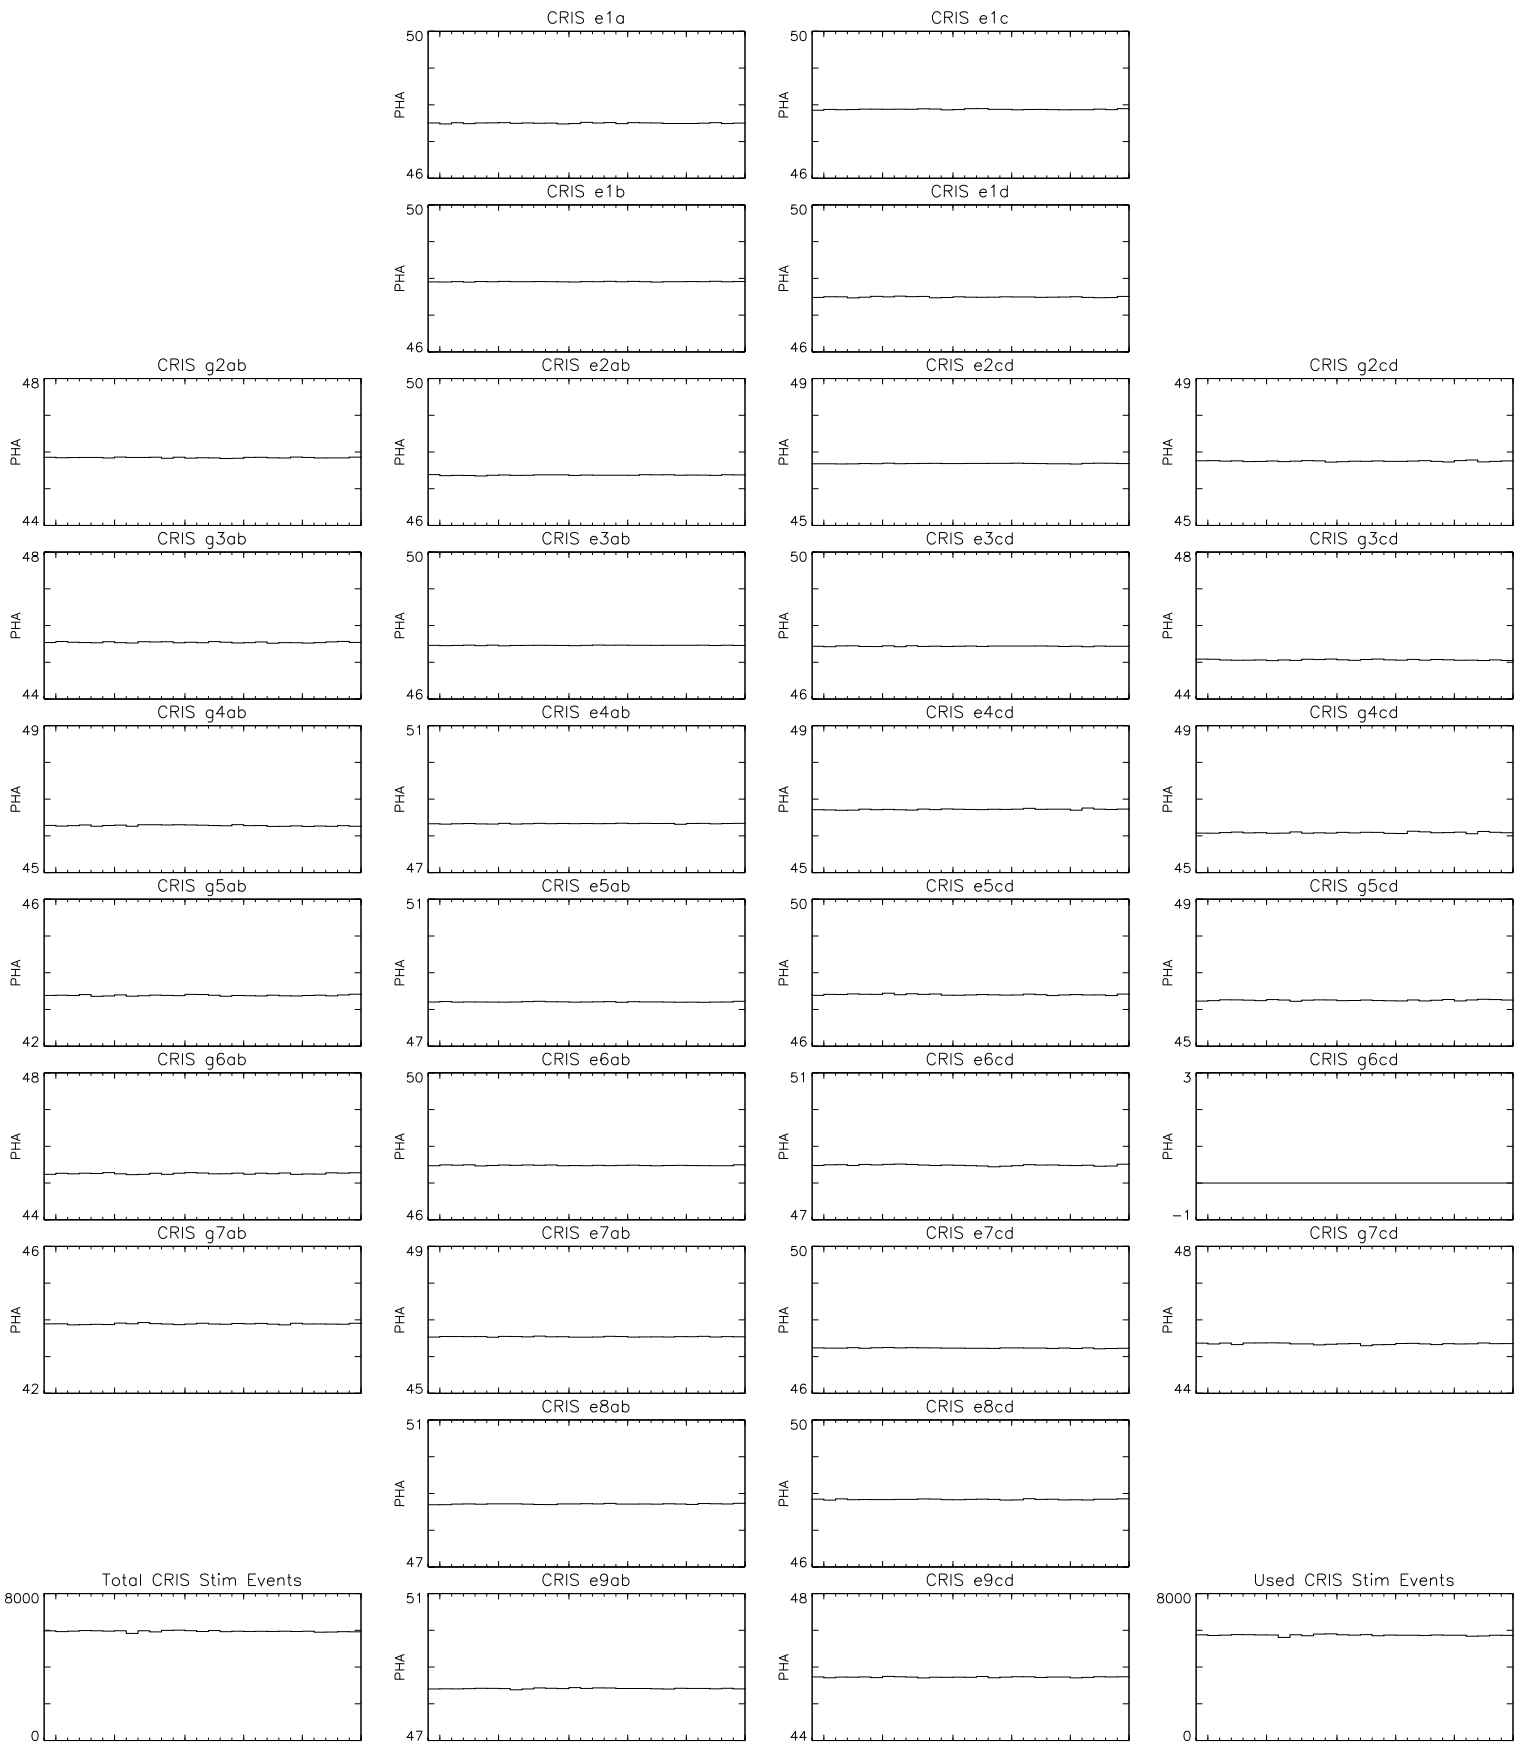 CRIS e1a
CRIS e1c
50
PHA
46
50
PHA
46
CRIS e1b
CRIS e1d
50
PHA
46
50
PHA
46
CRIS g2ab
CRIS e2ab
CRIS e2cd
CRIS g2cd
48
PHA
44
50
PHA
46
49
PHA
45
49
PHA
45
CRIS g3ab
CRIS e3ab
CRIS e3cd
CRIS g3cd
48
PHA
44
50
PHA
46
50
PHA
46
48
PHA
44
CRIS g4ab
CRIS e4ab
CRIS e4cd
CRIS g4cd
49
PHA
45
51
PHA
47
49
PHA
45
49
PHA
45
CRIS g5ab
CRIS e5ab
CRIS e5cd
CRIS g5cd
46
PHA
42
51
PHA
47
50
PHA
46
49
PHA
45
CRIS g6ab
CRIS e6ab
CRIS e6cd
CRIS g6cd
48
PHA
44
50
PHA
46
51
PHA
47
3
PHA
-1
CRIS g7ab
CRIS e7ab
CRIS e7cd
CRIS g7cd
46
PHA
42
49
PHA
45
50
PHA
46
48
PHA
44
CRIS e8ab
CRIS e8cd
51
PHA
47
50
PHA
46
Total CRIS Stim Events
CRIS e9ab
CRIS e9cd
Used CRIS Stim Events
8000
0
51
PHA
47
48
PHA
44
8000
0